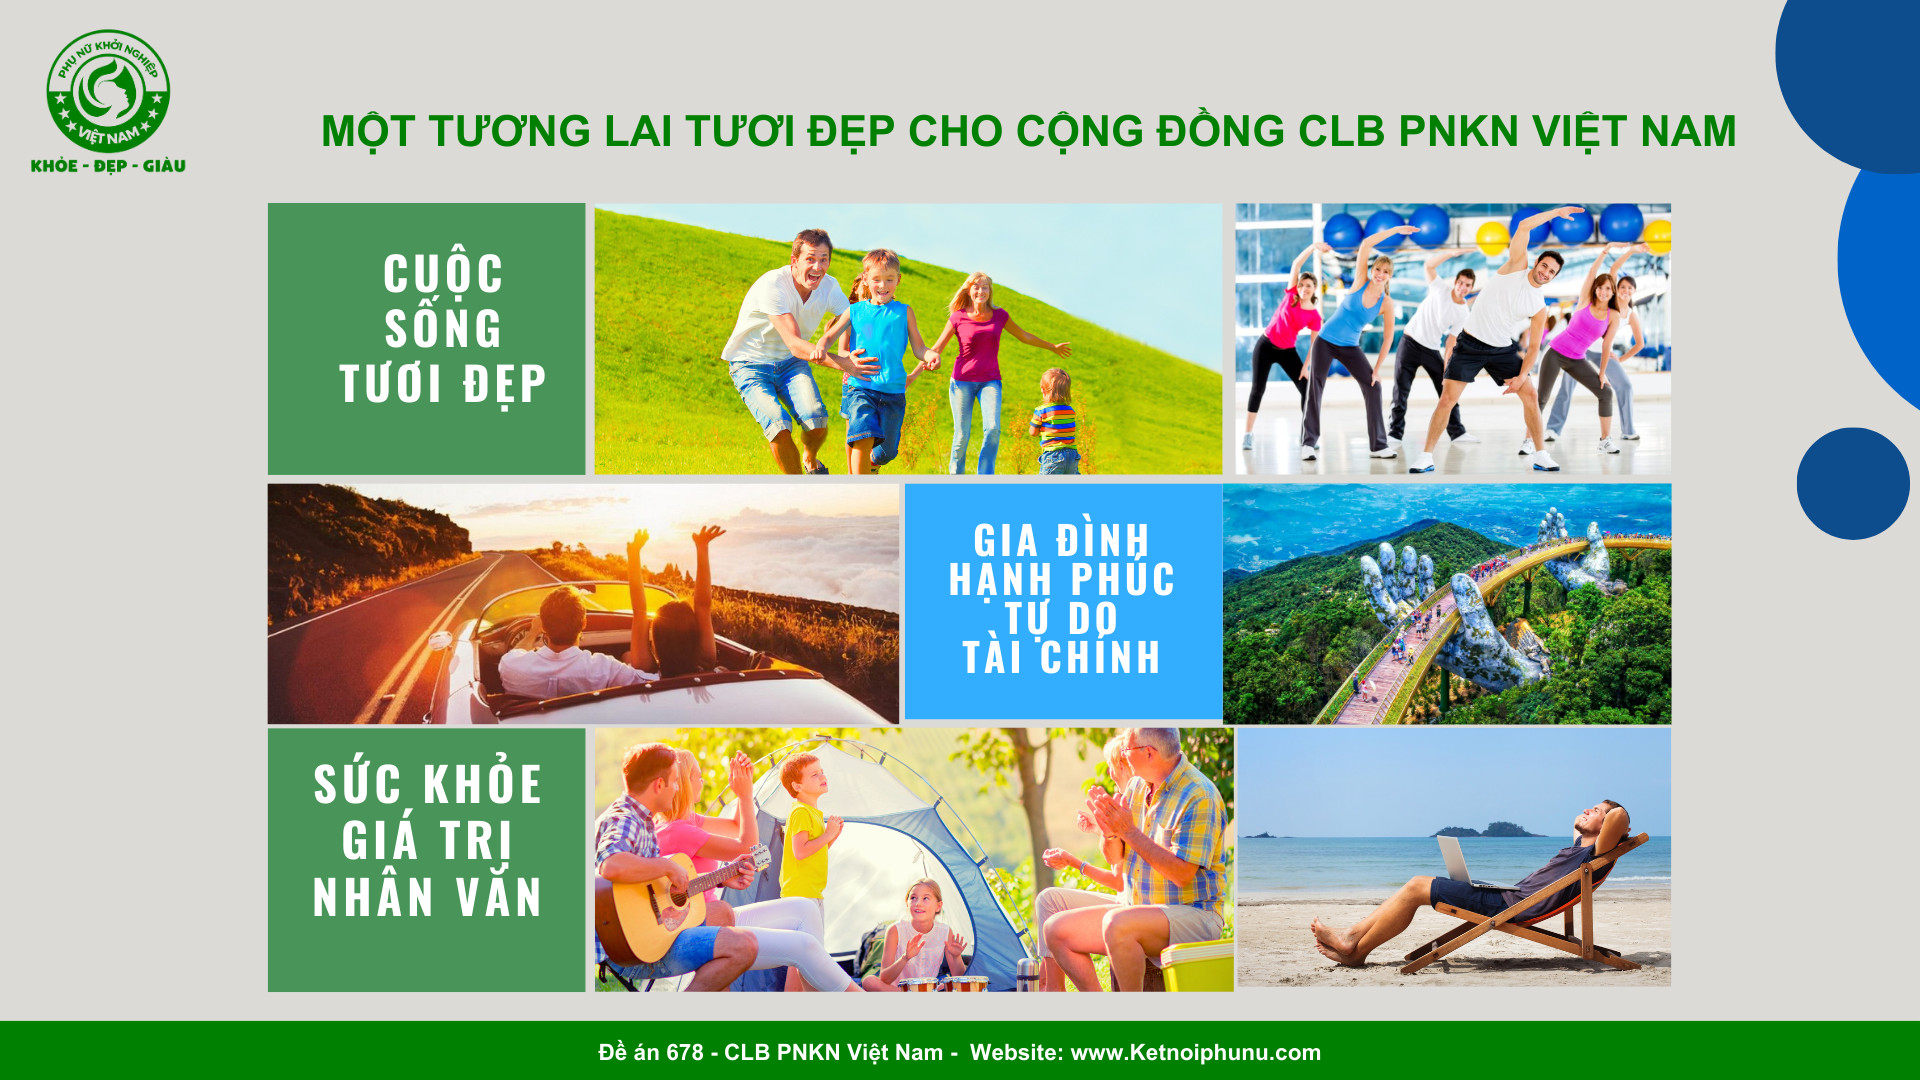 PHỤ NỮ KHỞI NGHIỆP
VIỆT NAM
KHỎE - ĐẸP - GIÀU
MỘT TƯƠNG LAI TƯƠI ĐẸP CHO CỘNG ĐỒNG CLB PNKN VIỆT NAM
CUỘC
SỐNG
TƯƠI ĐẸP
GIA ĐÌNH
HẠNH PHÚC
TỰ DO
TÀI CHÍNH
SỨC KHỎE
GIÁ TRỊ
NHÂN VĂN
Đề án 678 - CLB PNKN Việt Nam - Website: www.Ketnoiphunu.com